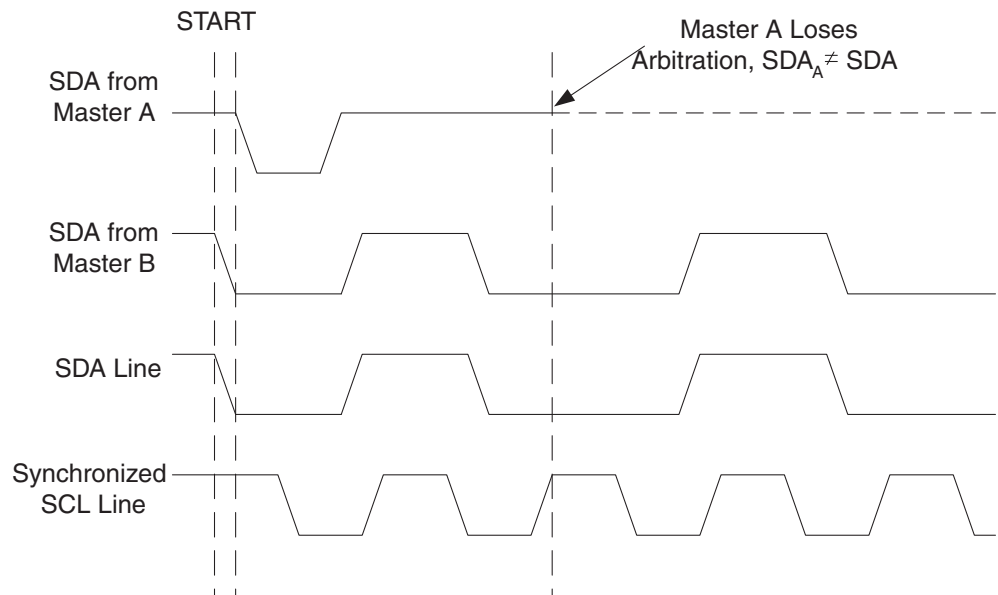 START
Master A Loses
Arbitration, SDA_A ≠ SDA
SDA from
Master A
SDA from
Master B
SDA Line
Synchronized
SCL Line